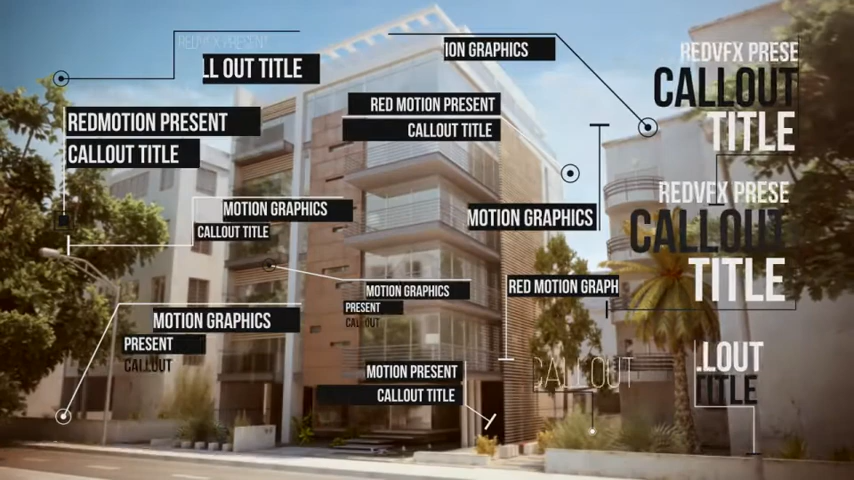 REDVFX PRESENT
LL OUT TITLE
ION GRAPHICS
REDVFX PRESE
CALLOUT
TITLE
REDMOTION PRESENT
CALLOUT TITLE
RED MOTION PRESENT
CALLOUT TITLE
MOTION GRAPHICS
CALLOUT TITLE
MOTION GRAPHICS
REDVFX PRESE
CALLOUT
TITLE
MOTION GRAPHICS
PRESENT
CALLOUT
MOTION GRAPHICS
PRESENT
CALLOUT
RED MOTION GRAPH
MOTION PRESENT
CALLOUT TITLE
CALLOUT
.LOUT
TITLE